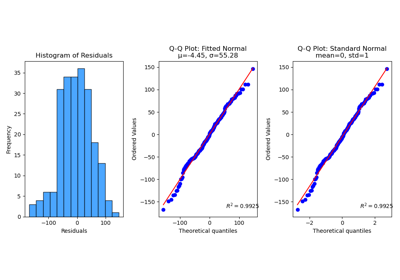 Histogram of Residuals
Frequency
35
30
25
20
15
10
5
0
−100
0
100
Residuals
Q-Q Plot: Fitted Normal
μ=-4.45, σ=55.28
Ordered Values
150
100
50
0
−50
−100
−150
R² = 0.9925
−100
0
100
Theoretical quantiles
Q-Q Plot: Standard Normal
mean=0, std=1
Ordered Values
150
100
50
0
−50
−100
−150
R² = 0.9925
−2
0
2
Theoretical quantiles